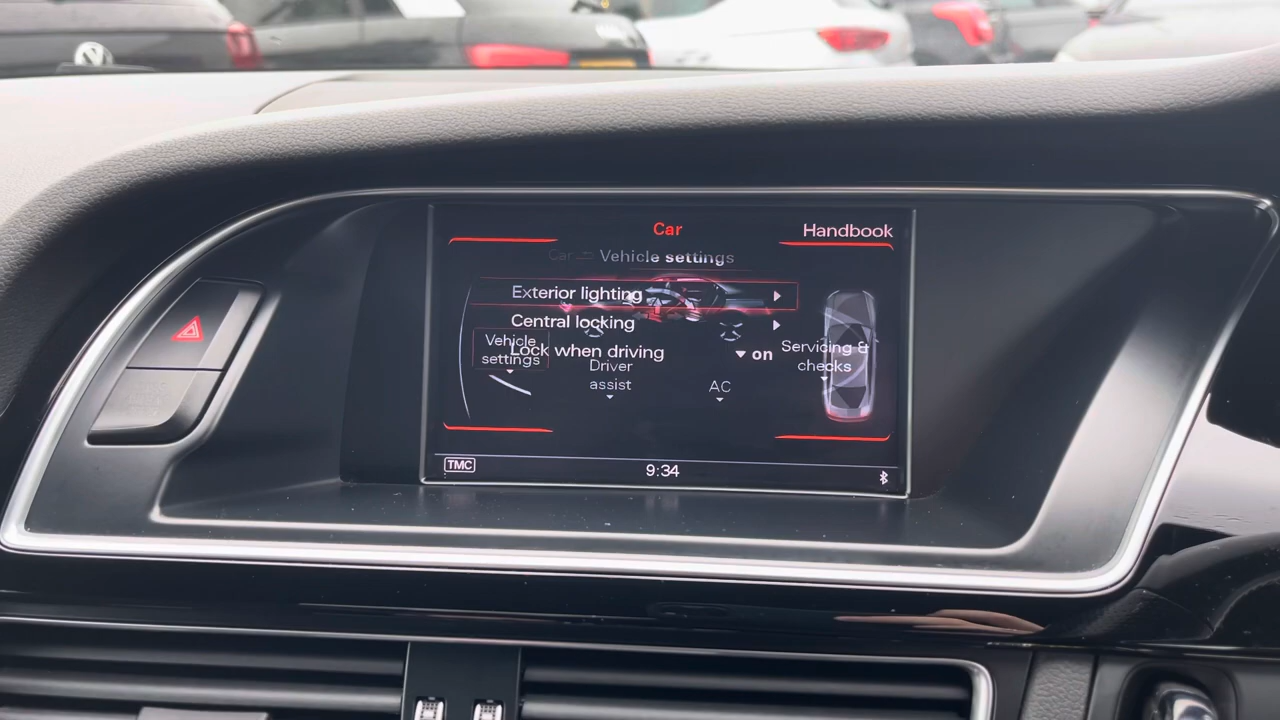 Car
Handbook
Car
Vehicle settings
Exterior lighting
Central locking
Lock when driving
on
Vehicle
settings
Driver
assist
AC
Servicing &
checks
TMC
9:34